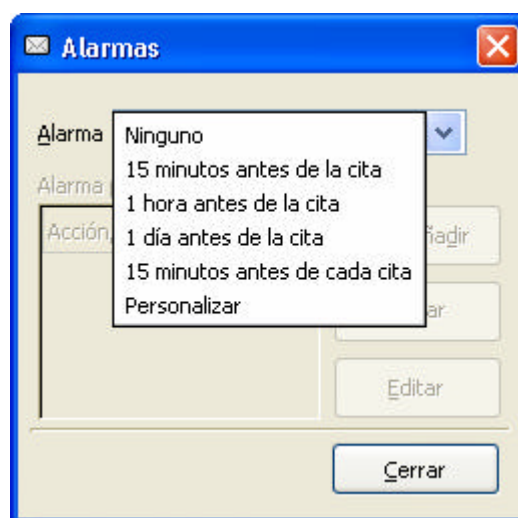 Alarmas
Alarma
Ninguno
15 minutos antes de la cita
1 hora antes de la cita
1 día antes de la cita
15 minutos antes de cada cita
Personalizar
Alarma
Acción,
Editar
Cerrar